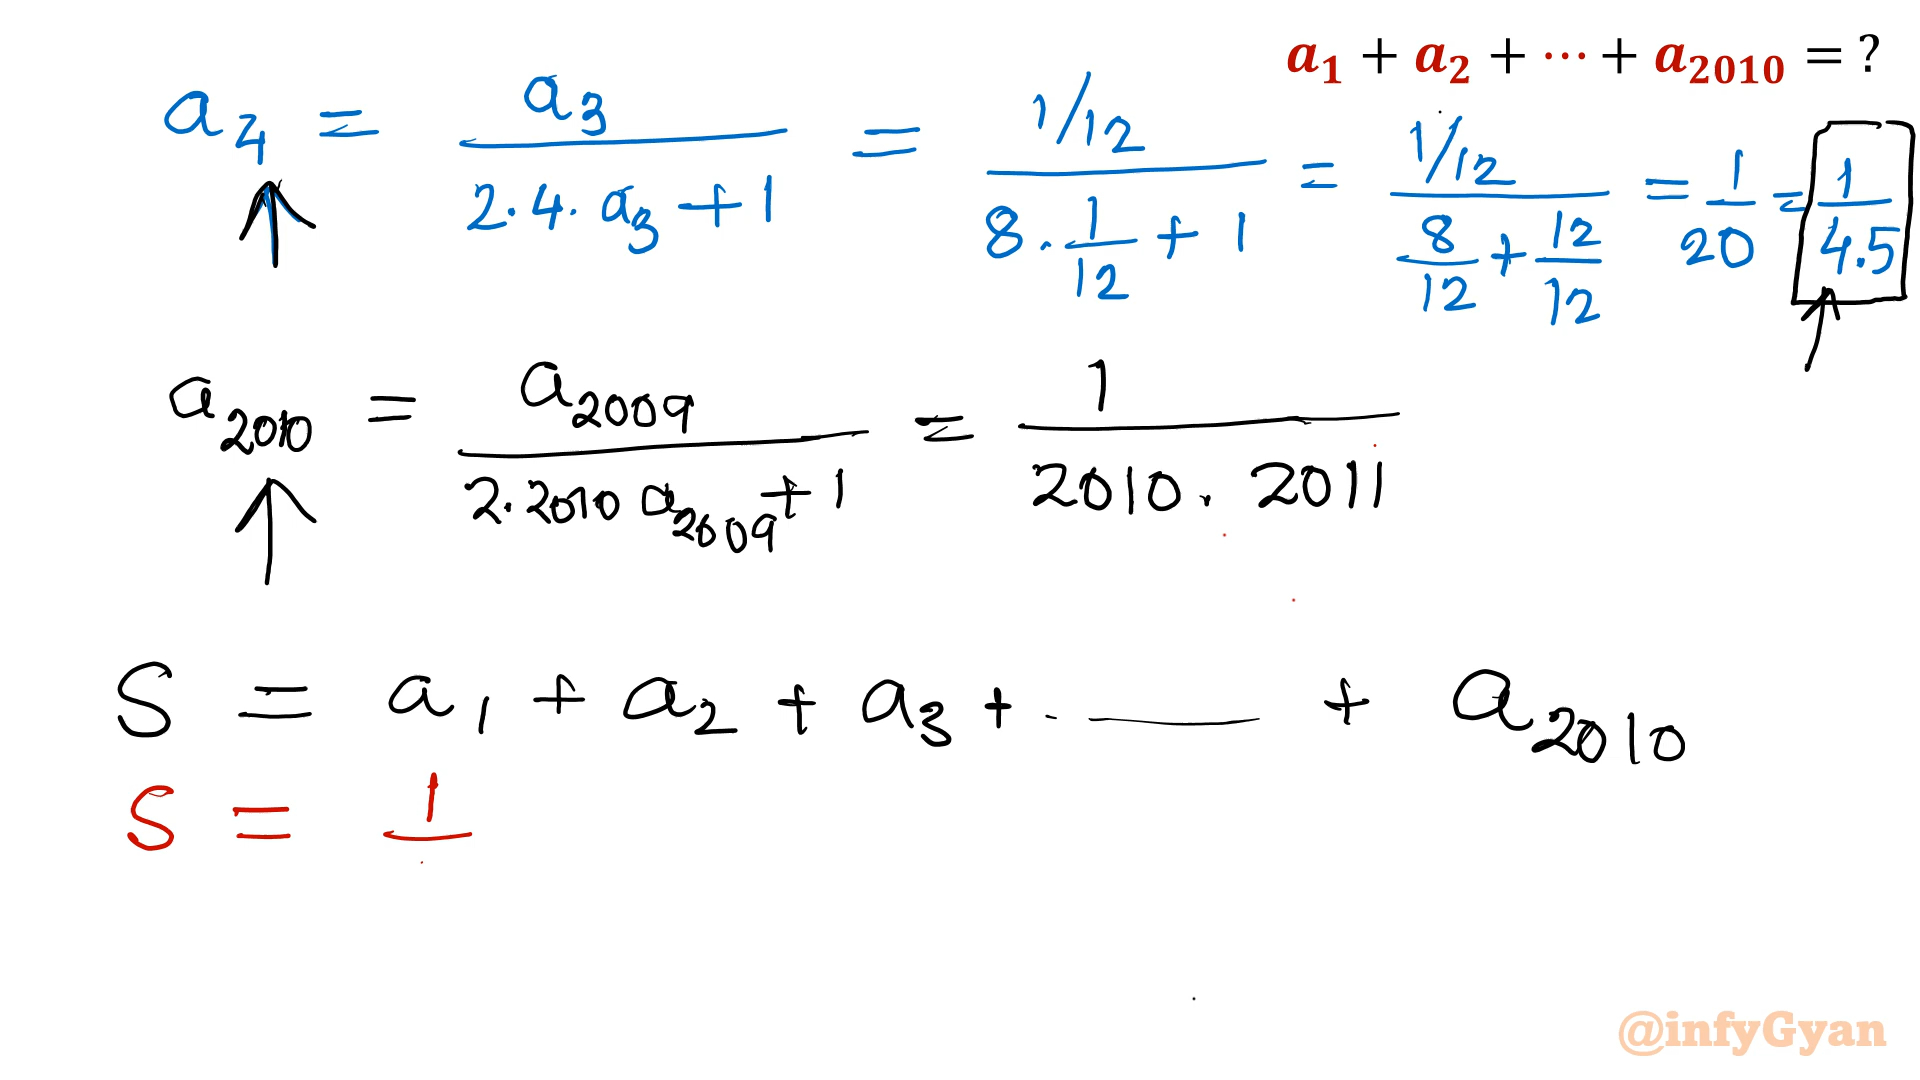 a₁ + a₂ + ⋯ + a₂₀₁₀ = ?
a₄ = a₃ / (2·4·a₃ + 1) = (1/12) / (8·1/12 + 1) = (1/12) / (8/12 + 12/12) = 1/20 = 1/(4·5)
a₂₀₁₀ = a₂₀₀₉ / (2·2010 a₂₀₀₉ + 1) = 1 / (2010·2011)
S = a₁ + a₂ + a₃ + ·—— + a₂₀₁₀
S = 1/
@infyGyan